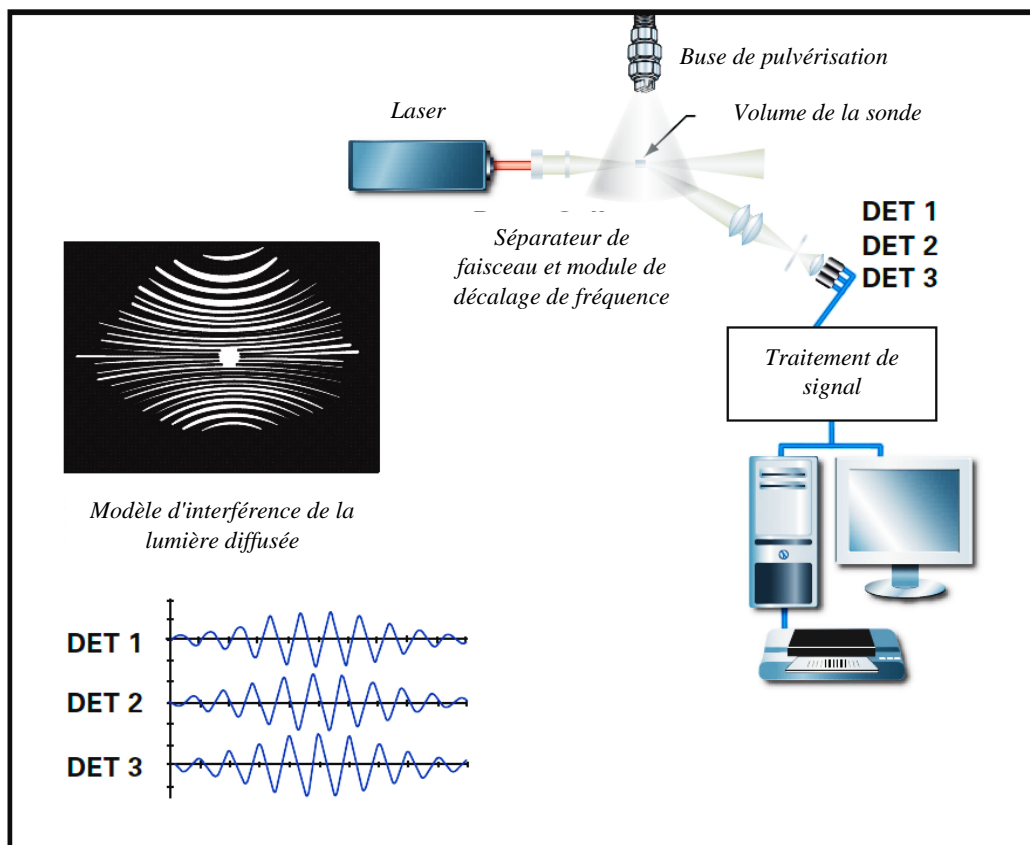 Buse de pulvérisation
Laser
Volume de la sonde
DET 1
DET 2
DET 3
Séparateur de
faisceau et module de
décalage de fréquence
Traitement de
signal
Modèle d'interférence de la
lumière diffusée
DET 1
DET 2
DET 3